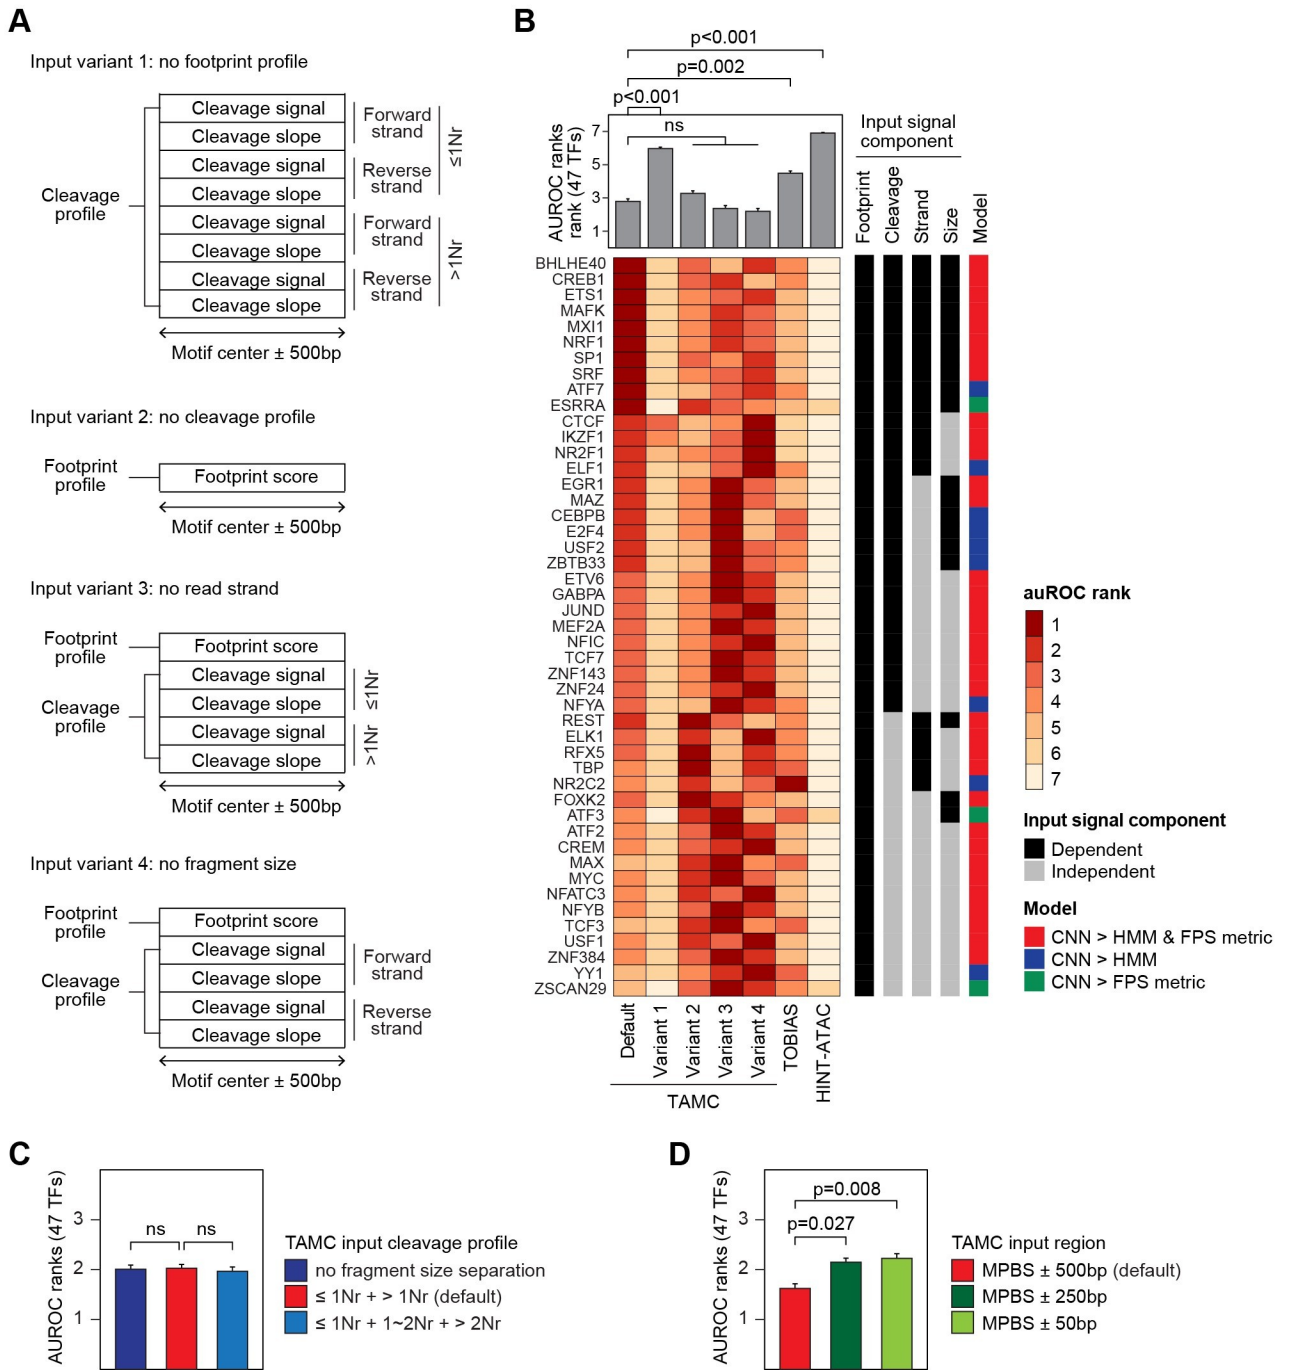 A
Input variant 1: no footprint profile
Cleavage signal
Cleavage slope
Cleavage signal
Cleavage slope
Cleavage signal
Cleavage slope
Cleavage signal
Cleavage slope
Cleavage
profile
Forward
strand
Reverse
strand
≤1Nr
Forward
strand
Reverse
strand
>1Nr
Motif center ± 500bp
Input variant 2: no cleavage profile
Footprint
profile
Footprint score
Motif center ± 500bp
Input variant 3: no read strand
Footprint
profile
Footprint score
Cleavage
profile
Cleavage signal
Cleavage slope
Cleavage signal
Cleavage slope
≤1Nr
>1Nr
Motif center ± 500bp
Input variant 4: no fragment size
Footprint
profile
Footprint score
Cleavage
profile
Cleavage signal
Cleavage slope
Cleavage signal
Cleavage slope
Forward
strand
Reverse
strand
Motif center ± 500bp
B
p<0.001
p=0.002
p<0.001
ns
AUROC ranks
rank (47 TFs)
7
5
3
1
Input signal
component
Footprint
Cleavage
Strand
Size
Model
BHLHE40
CREB1
ETS1
MAFK
MXI1
NRF1
SP1
SRF
ATF7
ESRRA
CTCF
IKZF1
NR2F1
ELF1
EGR1
MAZ
CEBPB
E2F4
USF2
ZBTB33
ETV6
GABPA
JUND
MEF2A
NFIC
TCF7
ZNF143
ZNF24
NFYA
REST
ELK1
RFX5
TBP
NR2C2
FOXK2
ATF3
ATF2
CREM
MAX
MYC
NFATC3
NFYB
TCF3
USF1
ZNF384
YY1
ZSCAN29
Default
Variant 1
Variant 2
Variant 3
Variant 4
TOBIAS
HINT-ATAC
TAMC
auROC rank
1
2
3
4
5
6
7
Input signal component
Dependent
Independent
Model
CNN > HMM & FPS metric
CNN > HMM
CNN > FPS metric
C
AUROC ranks (47 TFs)
3
2
1
ns
ns
TAMC input cleavage profile
no fragment size separation
≤ 1Nr + > 1Nr (default)
≤ 1Nr + 1~2Nr + > 2Nr
D
AUROC ranks (47 TFs)
3
2
1
p=0.008
p=0.027
TAMC input region
MPBS ± 500bp (default)
MPBS ± 250bp
MPBS ± 50bp